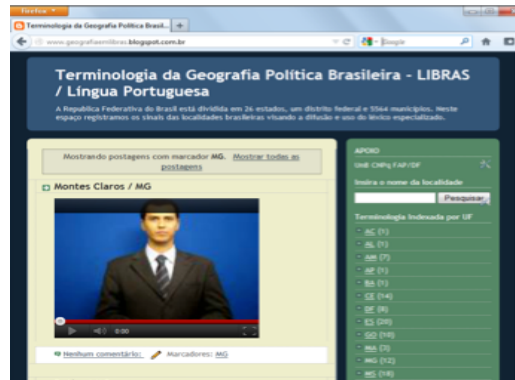 Firefox
Terminologia da Geografia Política Brasil...
www.geografiaemlibras.blogspot.com.br
Google
Terminologia da Geografia Política Brasileira - LIBRAS
/ Língua Portuguesa
A Republica Federativa do Brasil está dividida em 26 estados, um distrito federal e 5564 municípios. Neste
espaço registramos os sinais das localidades brasileiras visando a difusão e uso do léxico especializado.
Mostrando postagens com marcador MG. Mostrar todas as
postagens
Montes Claros / MG
0:00
Nenhum comentário:
Marcadores: MG
APOIO
UnB CNPq FAP/DF
Insira o nome da localidade
Pesquisar
Terminologia Indexada por UF
AC (1)
AL (1)
AM (7)
AP (1)
BA (1)
CE (14)
DF (8)
ES (20)
GO (10)
MA (3)
MG (12)
MS (18)